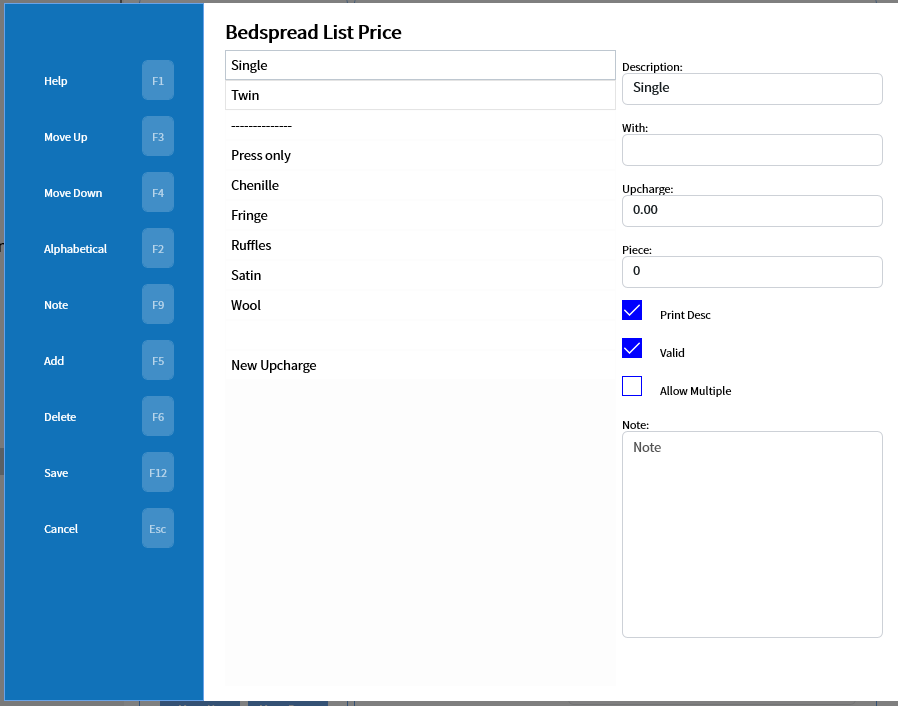 Help F1
Move Up F3
Move Down F4
Alphabetical F2
Note F9
Add F5
Delete F6
Save F12
Cancel Esc
Bedspread List Price
Single
Twin
--------------
Press only
Chenille
Fringe
Ruffles
Satin
Wool
New Upcharge
Description:
Single
With:
Upcharge:
0.00
Piece:
0
Print Desc
Valid
Allow Multiple
Note:
Note